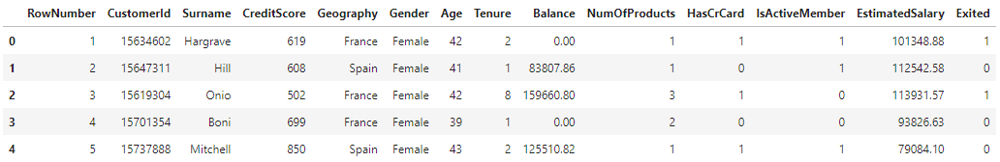 RowNumber CustomerId Surname CreditScore Geography Gender Age Tenure Balance NumOfProducts HasCrCard IsActiveMember EstimatedSalary Exited
0 1 15634602 Hargrave 619 France Female 42 2 0.00 1 1 1 101348.88 1
1 2 15647311 Hill 608 Spain Female 41 1 83807.86 1 0 1 112542.58 0
2 3 15619304 Onio 502 France Female 42 8 159660.80 3 1 0 113931.57 1
3 4 15701354 Boni 699 France Female 39 1 0.00 2 0 0 93826.63 0
4 5 15737888 Mitchell 850 Spain Female 43 2 125510.82 1 1 1 79084.10 0